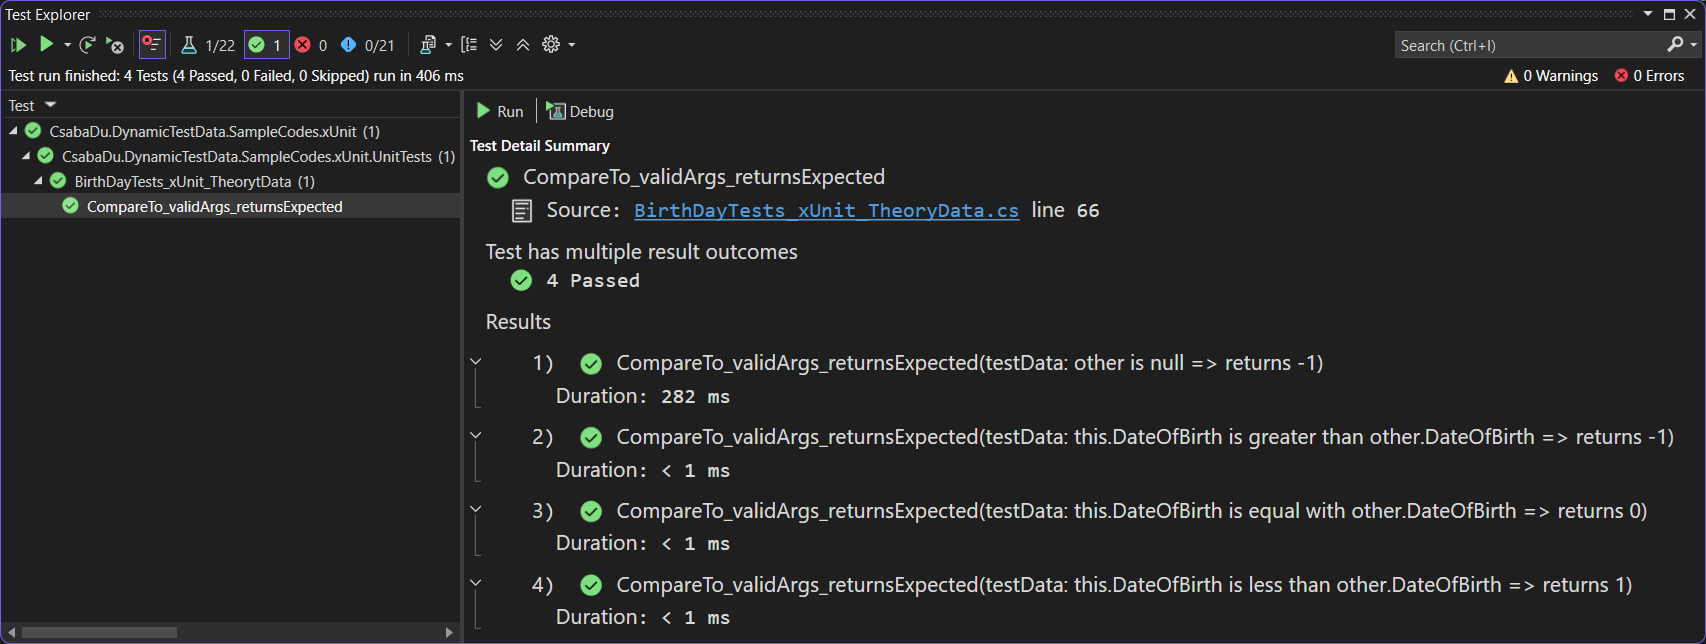 Test Explorer
1/22 1 0 0/21 Search (Ctrl+I)
Test run finished: 4 Tests (4 Passed, 0 Failed, 0 Skipped) run in 406 ms 0 Warnings 0 Errors
Test
CsabaDu.DynamicTestData.SampleCodes.xUnit (1)
CsabaDu.DynamicTestData.SampleCodes.xUnit.UnitTests (1)
BirthDayTests_xUnit_TheorytData (1)
CompareTo_validArgs_returnsExpected
Run Debug
Test Detail Summary
CompareTo_validArgs_returnsExpected
Source: BirthDayTests_xUnit_TheoryData.cs line 66
Test has multiple result outcomes
4 Passed
Results
1) CompareTo_validArgs_returnsExpected(testData: other is null => returns -1)
Duration: 282 ms
2) CompareTo_validArgs_returnsExpected(testData: this.DateOfBirth is greater than other.DateOfBirth => returns -1)
Duration: < 1 ms
3) CompareTo_validArgs_returnsExpected(testData: this.DateOfBirth is equal with other.DateOfBirth => returns 0)
Duration: < 1 ms
4) CompareTo_validArgs_returnsExpected(testData: this.DateOfBirth is less than other.DateOfBirth => returns 1)
Duration: < 1 ms